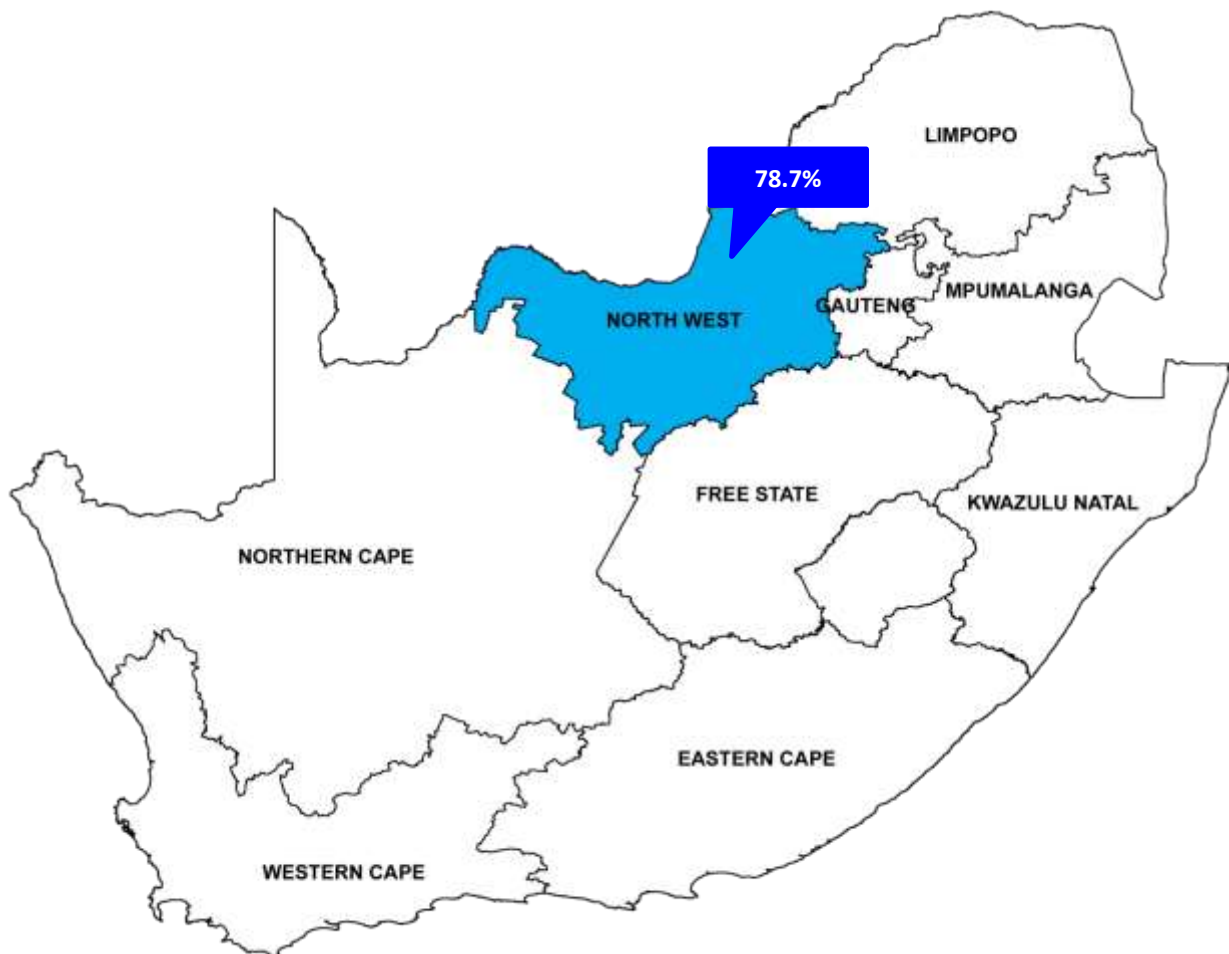 LIMPOPO
78.7%
MPUMALANGA
GAUTENG
NORTH WEST
FREE STATE
KWAZULU NATAL
NORTHERN CAPE
EASTERN CAPE
WESTERN CAPE